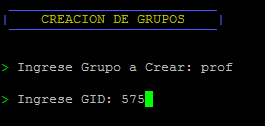 CREACION DE GRUPOS
> Ingrese Grupo a Crear: prof
> Ingrese GID: 575